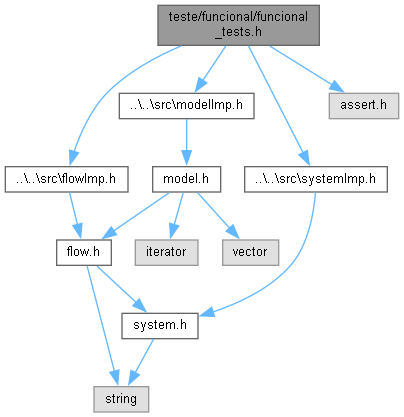 teste/funcional/funcional
_tests.h
..\..\src\modelImp.h
assert.h
..\..\src\flowImp.h
model.h
..\..\src\systemImp.h
flow.h
iterator
vector
system.h
string